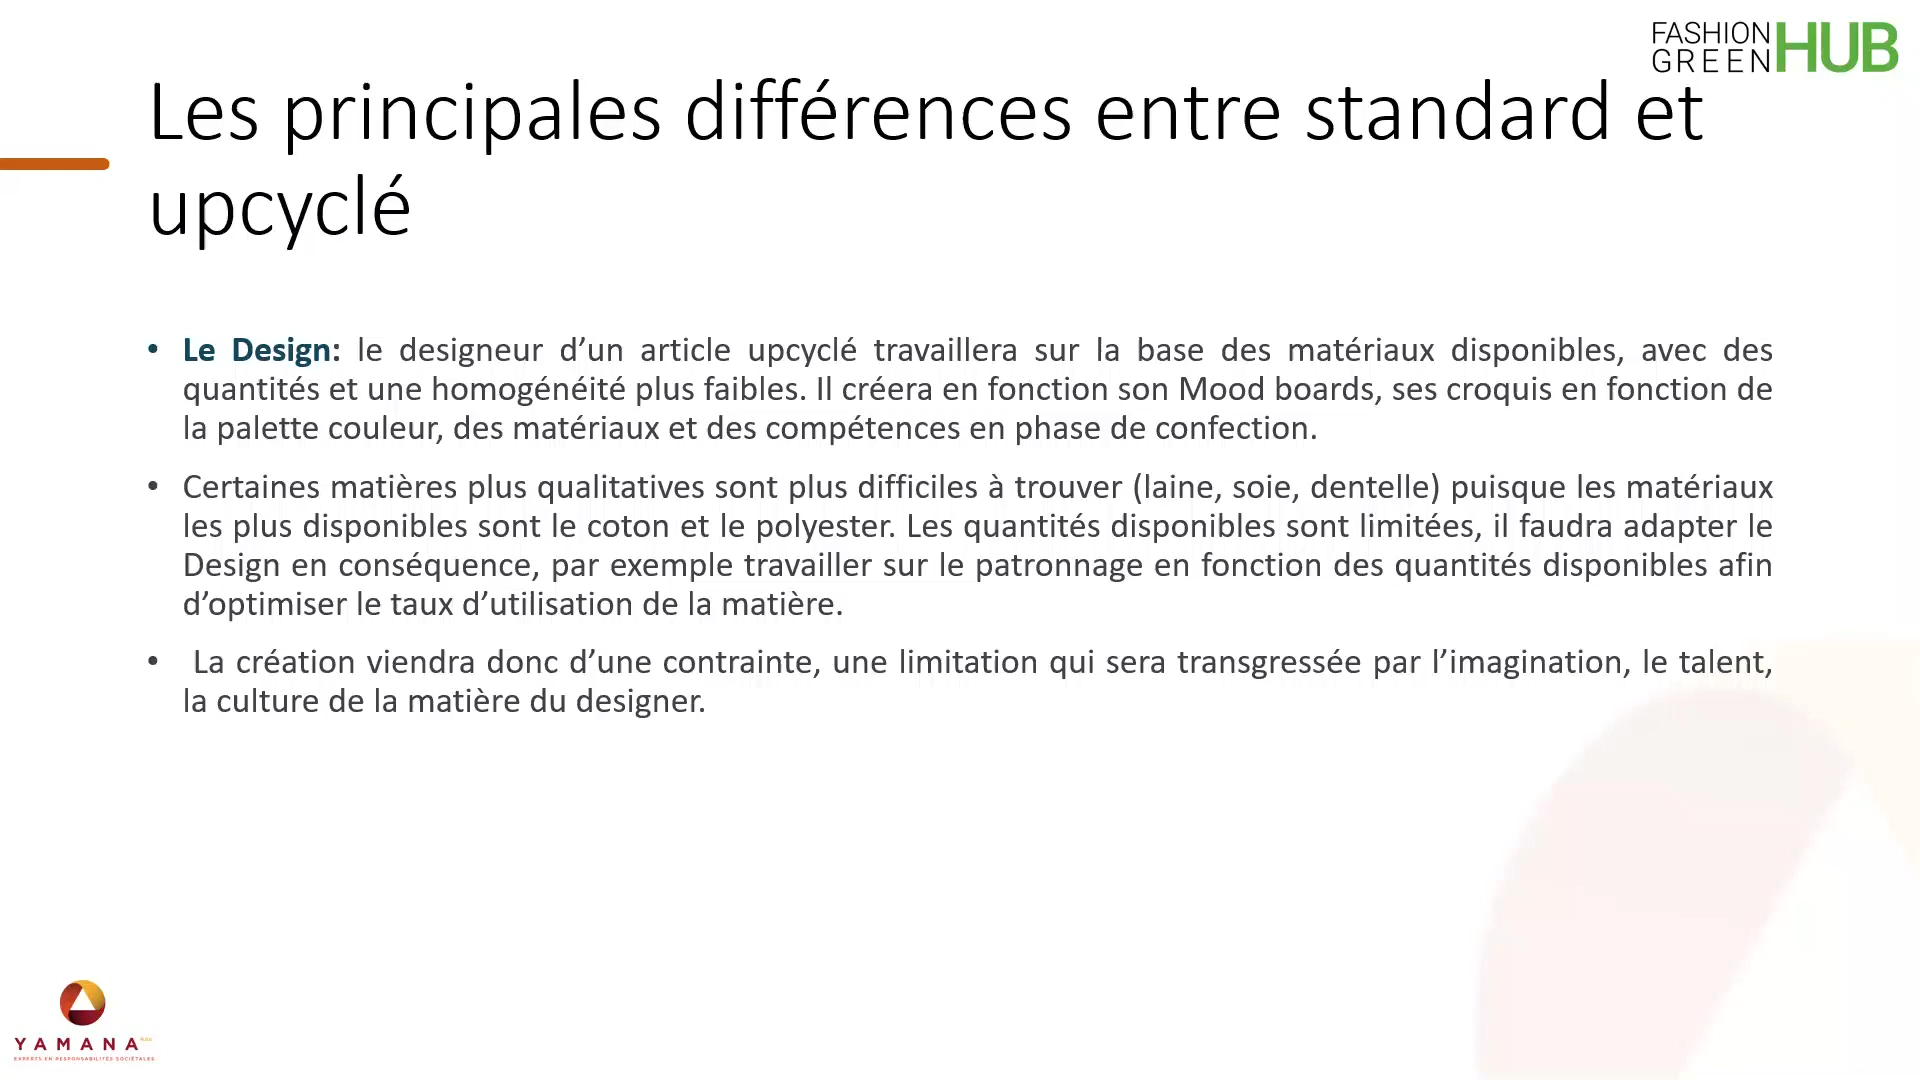 FASHION
GREEN HUB
Les principales différences entre standard et
upcyclé
• Le Design: le designeur d’un article upcyclé travaillera sur la base des matériaux disponibles, avec des
quantités et une homogénéité plus faibles. Il créera en fonction son Mood boards, ses croquis en fonction de
la palette couleur, des matériaux et des compétences en phase de confection.
• Certaines matières plus qualitatives sont plus difficiles à trouver (laine, soie, dentelle) puisque les matériaux
les plus disponibles sont le coton et le polyester. Les quantités disponibles sont limitées, il faudra adapter le
Design en conséquence, par exemple travailler sur le patronnage en fonction des quantités disponibles afin
d’optimiser le taux d’utilisation de la matière.
• La création viendra donc d’une contrainte, une limitation qui sera transgressée par l’imagination, le talent,
la culture de la matière du designer.
YAMANA
EXPERTS EN RESPONSABILITÉS SOCIÉTALES